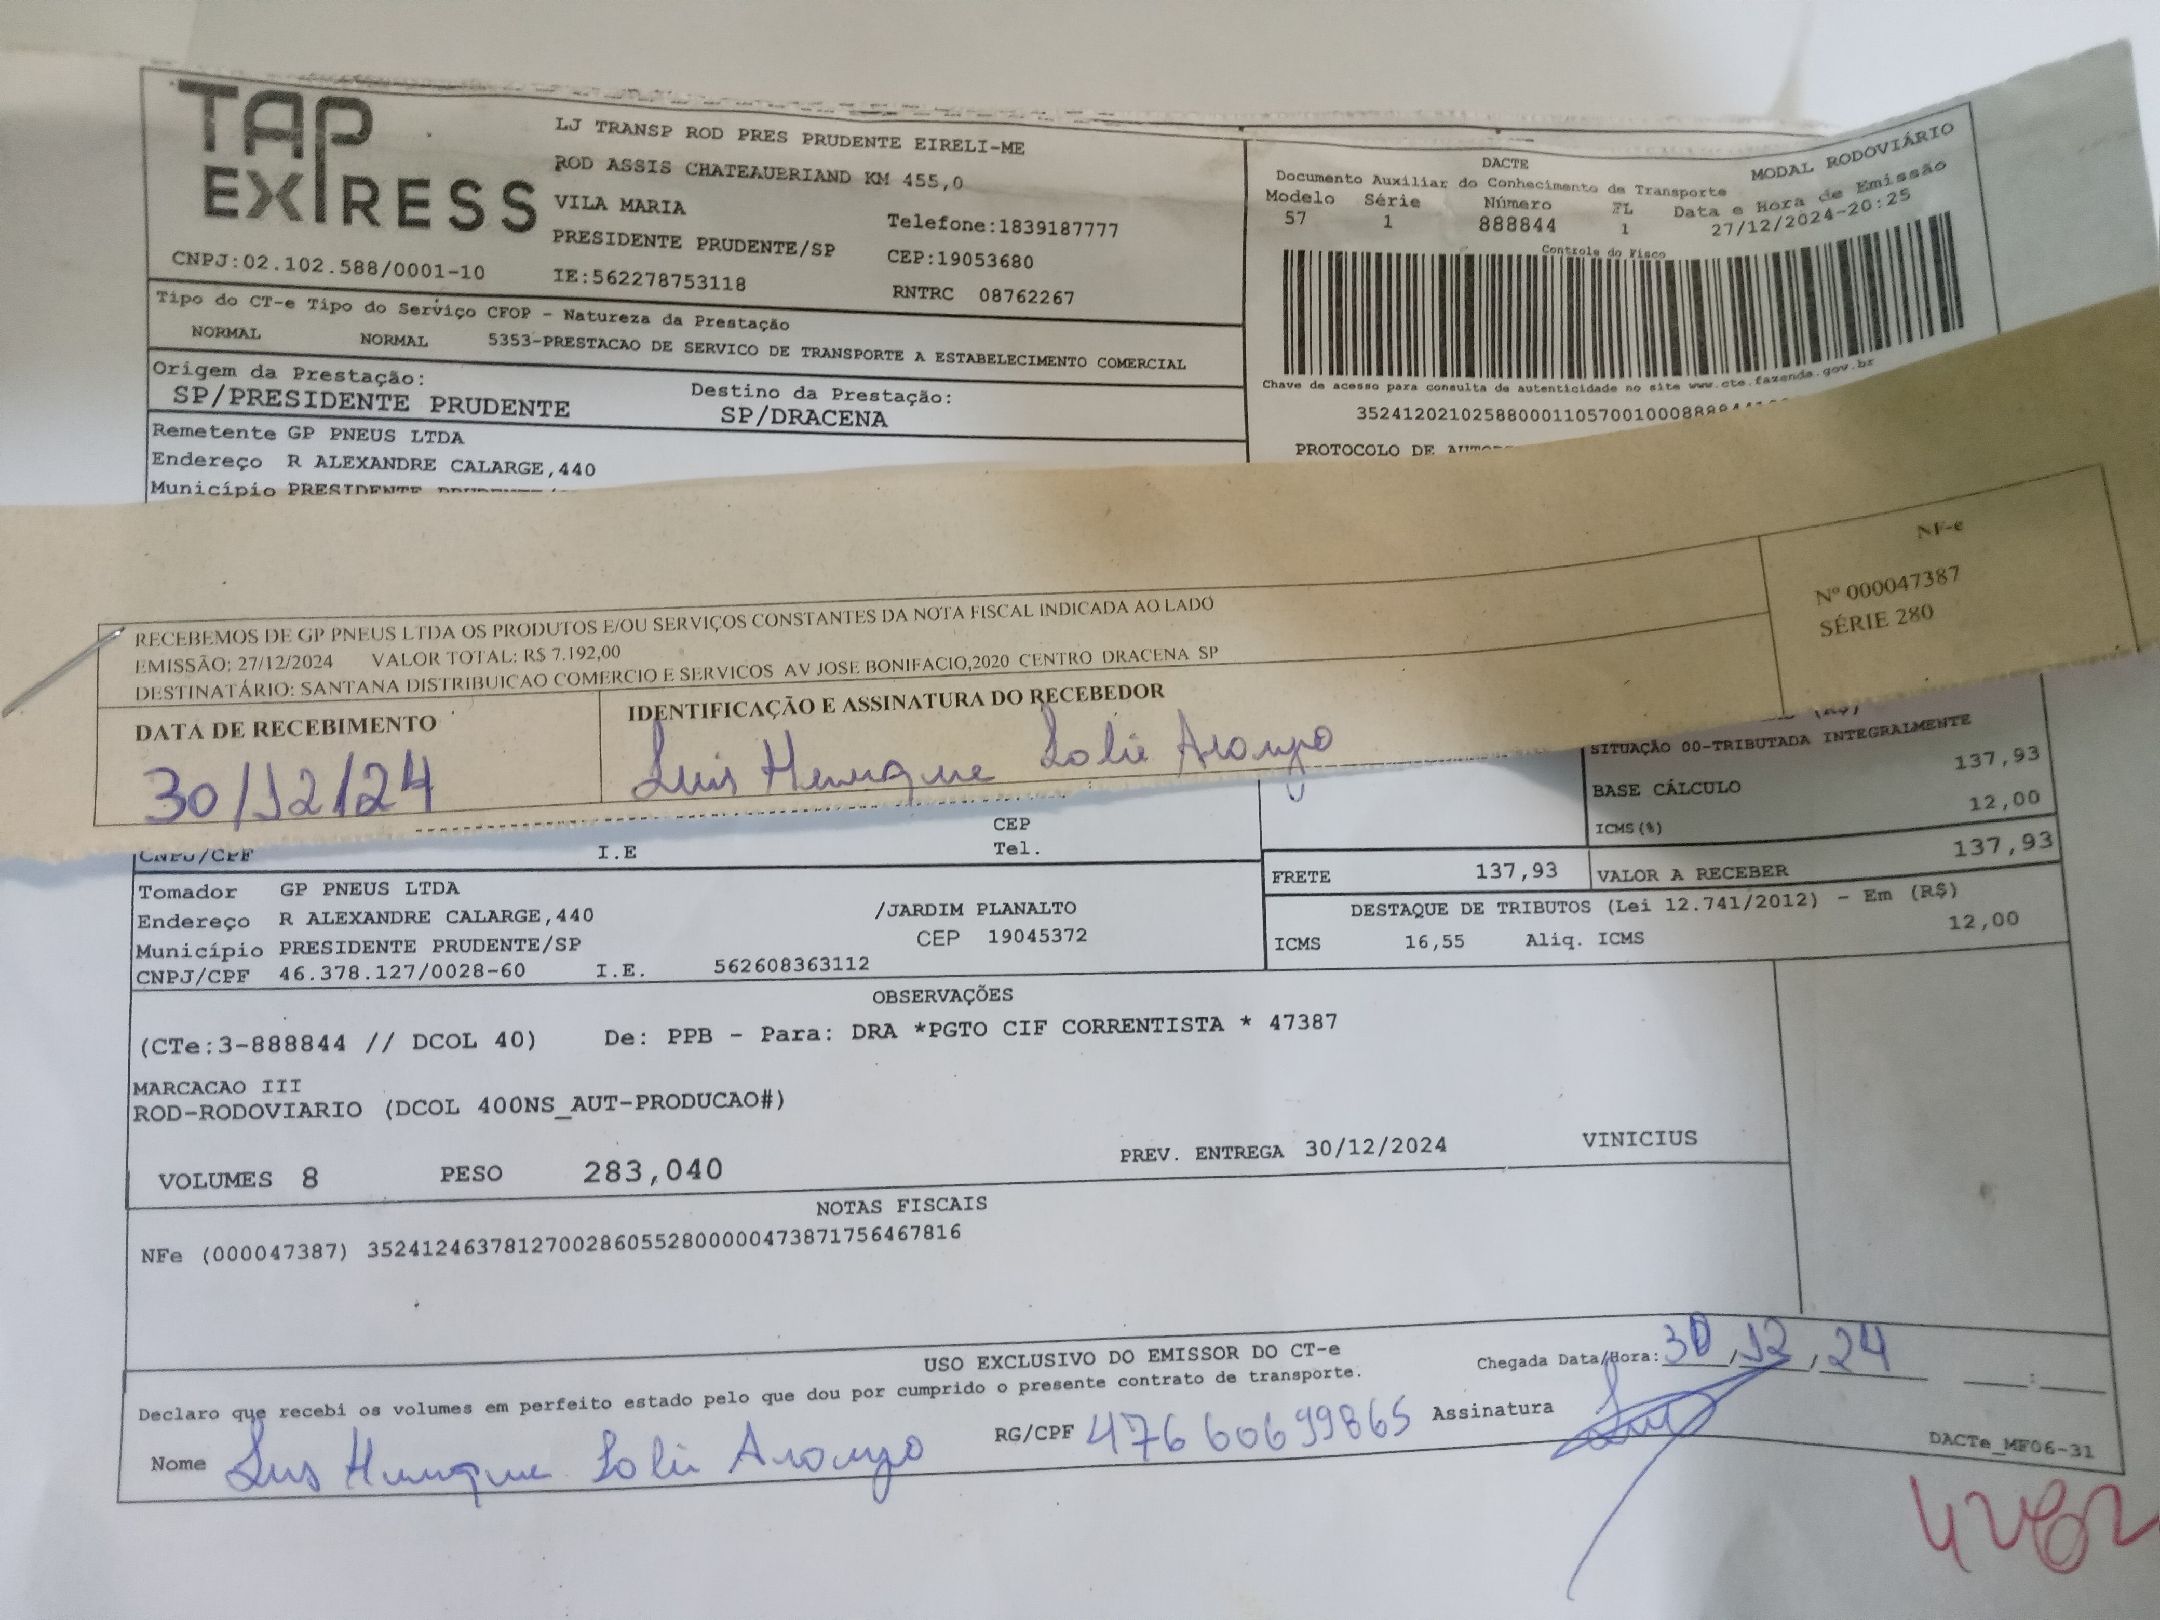 TAP
EXPRESS
LJ TRANSP ROD PRES PRUDENTE EIRELI-ME
ROD ASSIS CHATEAUBRIAND KM 455,0
VILA MARIA
Telefone:1839187777
PRESIDENTE PRUDENTE/SP
CEP:19053680
CNPJ:02.102.588/0001-10
IE:562278753118
RNTRC 08762267
DACTE
MODAL RODOVIÁRIO
Documento Auxiliar do Conhecimento de Transporte
Modelo Série Número FL Data e Hora de Emissão
57 1 888844 1 27/12/2024-20:25
Controle do Fisco
Chave de acesso para consulta de autenticidade no site www.cte.fazenda.gov.br
PROTOCOLO DE
Tipo do CT-e Tipo do Serviço CFOP - Natureza da Prestação
NORMAL NORMAL 5353-PRESTACAO DE SERVICO DE TRANSPORTE A ESTABELECIMENTO COMERCIAL
Origem da Prestação: Destino da Prestação:
SP/PRESIDENTE PRUDENTE SP/DRACENA
Remetente GP PNEUS LTDA
Endereço R ALEXANDRE CALARGE,440
Município PRESIDENTE
RECEBEMOS DE GP PNEUS LTDA OS PRODUTOS E/OU SERVIÇOS CONSTANTES DA NOTA FISCAL INDICADA AO LADO
EMISSÃO: 27/12/2024 VALOR TOTAL: R$ 7.192,00
DESTINATÁRIO: SANTANA DISTRIBUICAO COMERCIO E SERVICOS AV JOSE BONIFACIO,2020 CENTRO DRACENA SP
NF-e
Nº 000047387
SÉRIE 280
DATA DE RECEBIMENTO
30/12/24
IDENTIFICAÇÃO E ASSINATURA DO RECEBEDOR
Luis Henrique Araujo
SITUAÇÃO 00-TRIBUTADA INTEGRALMENTE
BASE CÁLCULO 137,93
ICMS(%) 12,00
CNPJ/CPF I.E CEP
Tel.
FRETE 137,93 VALOR A RECEBER 137,93
Tomador GP PNEUS LTDA
Endereço R ALEXANDRE CALARGE,440 /JARDIM PLANALTO
Município PRESIDENTE PRUDENTE/SP CEP 19045372
CNPJ/CPF 46.378.127/0028-60 I.E. 562608363112
DESTAQUE DE TRIBUTOS (Lei 12.741/2012) - Em (R$)
ICMS 16,55 Aliq. ICMS 12,00
OBSERVAÇÕES
(CTe:3-888844 // DCOL 40) De: PPB - Para: DRA *PGTO CIF CORRENTISTA * 47387
MARCACAO III
ROD-RODOVIARIO (DCOL 400NS_AUT-PRODUCAO#)
VOLUMES 8 PESO 283,040 PREV. ENTREGA 30/12/2024 VINICIUS
NOTAS FISCAIS
NFe (000047387) 35241246378127002860552800000473871756467816
USO EXCLUSIVO DO EMISSOR DO CT-e
Chegada Data/Hora: 30/12/24 :
Declaro que recebi os volumes em perfeito estado pelo que dou por cumprido o presente contrato de transporte.
Nome Luis Henrique Araujo RG/CPF 47660699865 Assinatura
DACTe_MF06-31